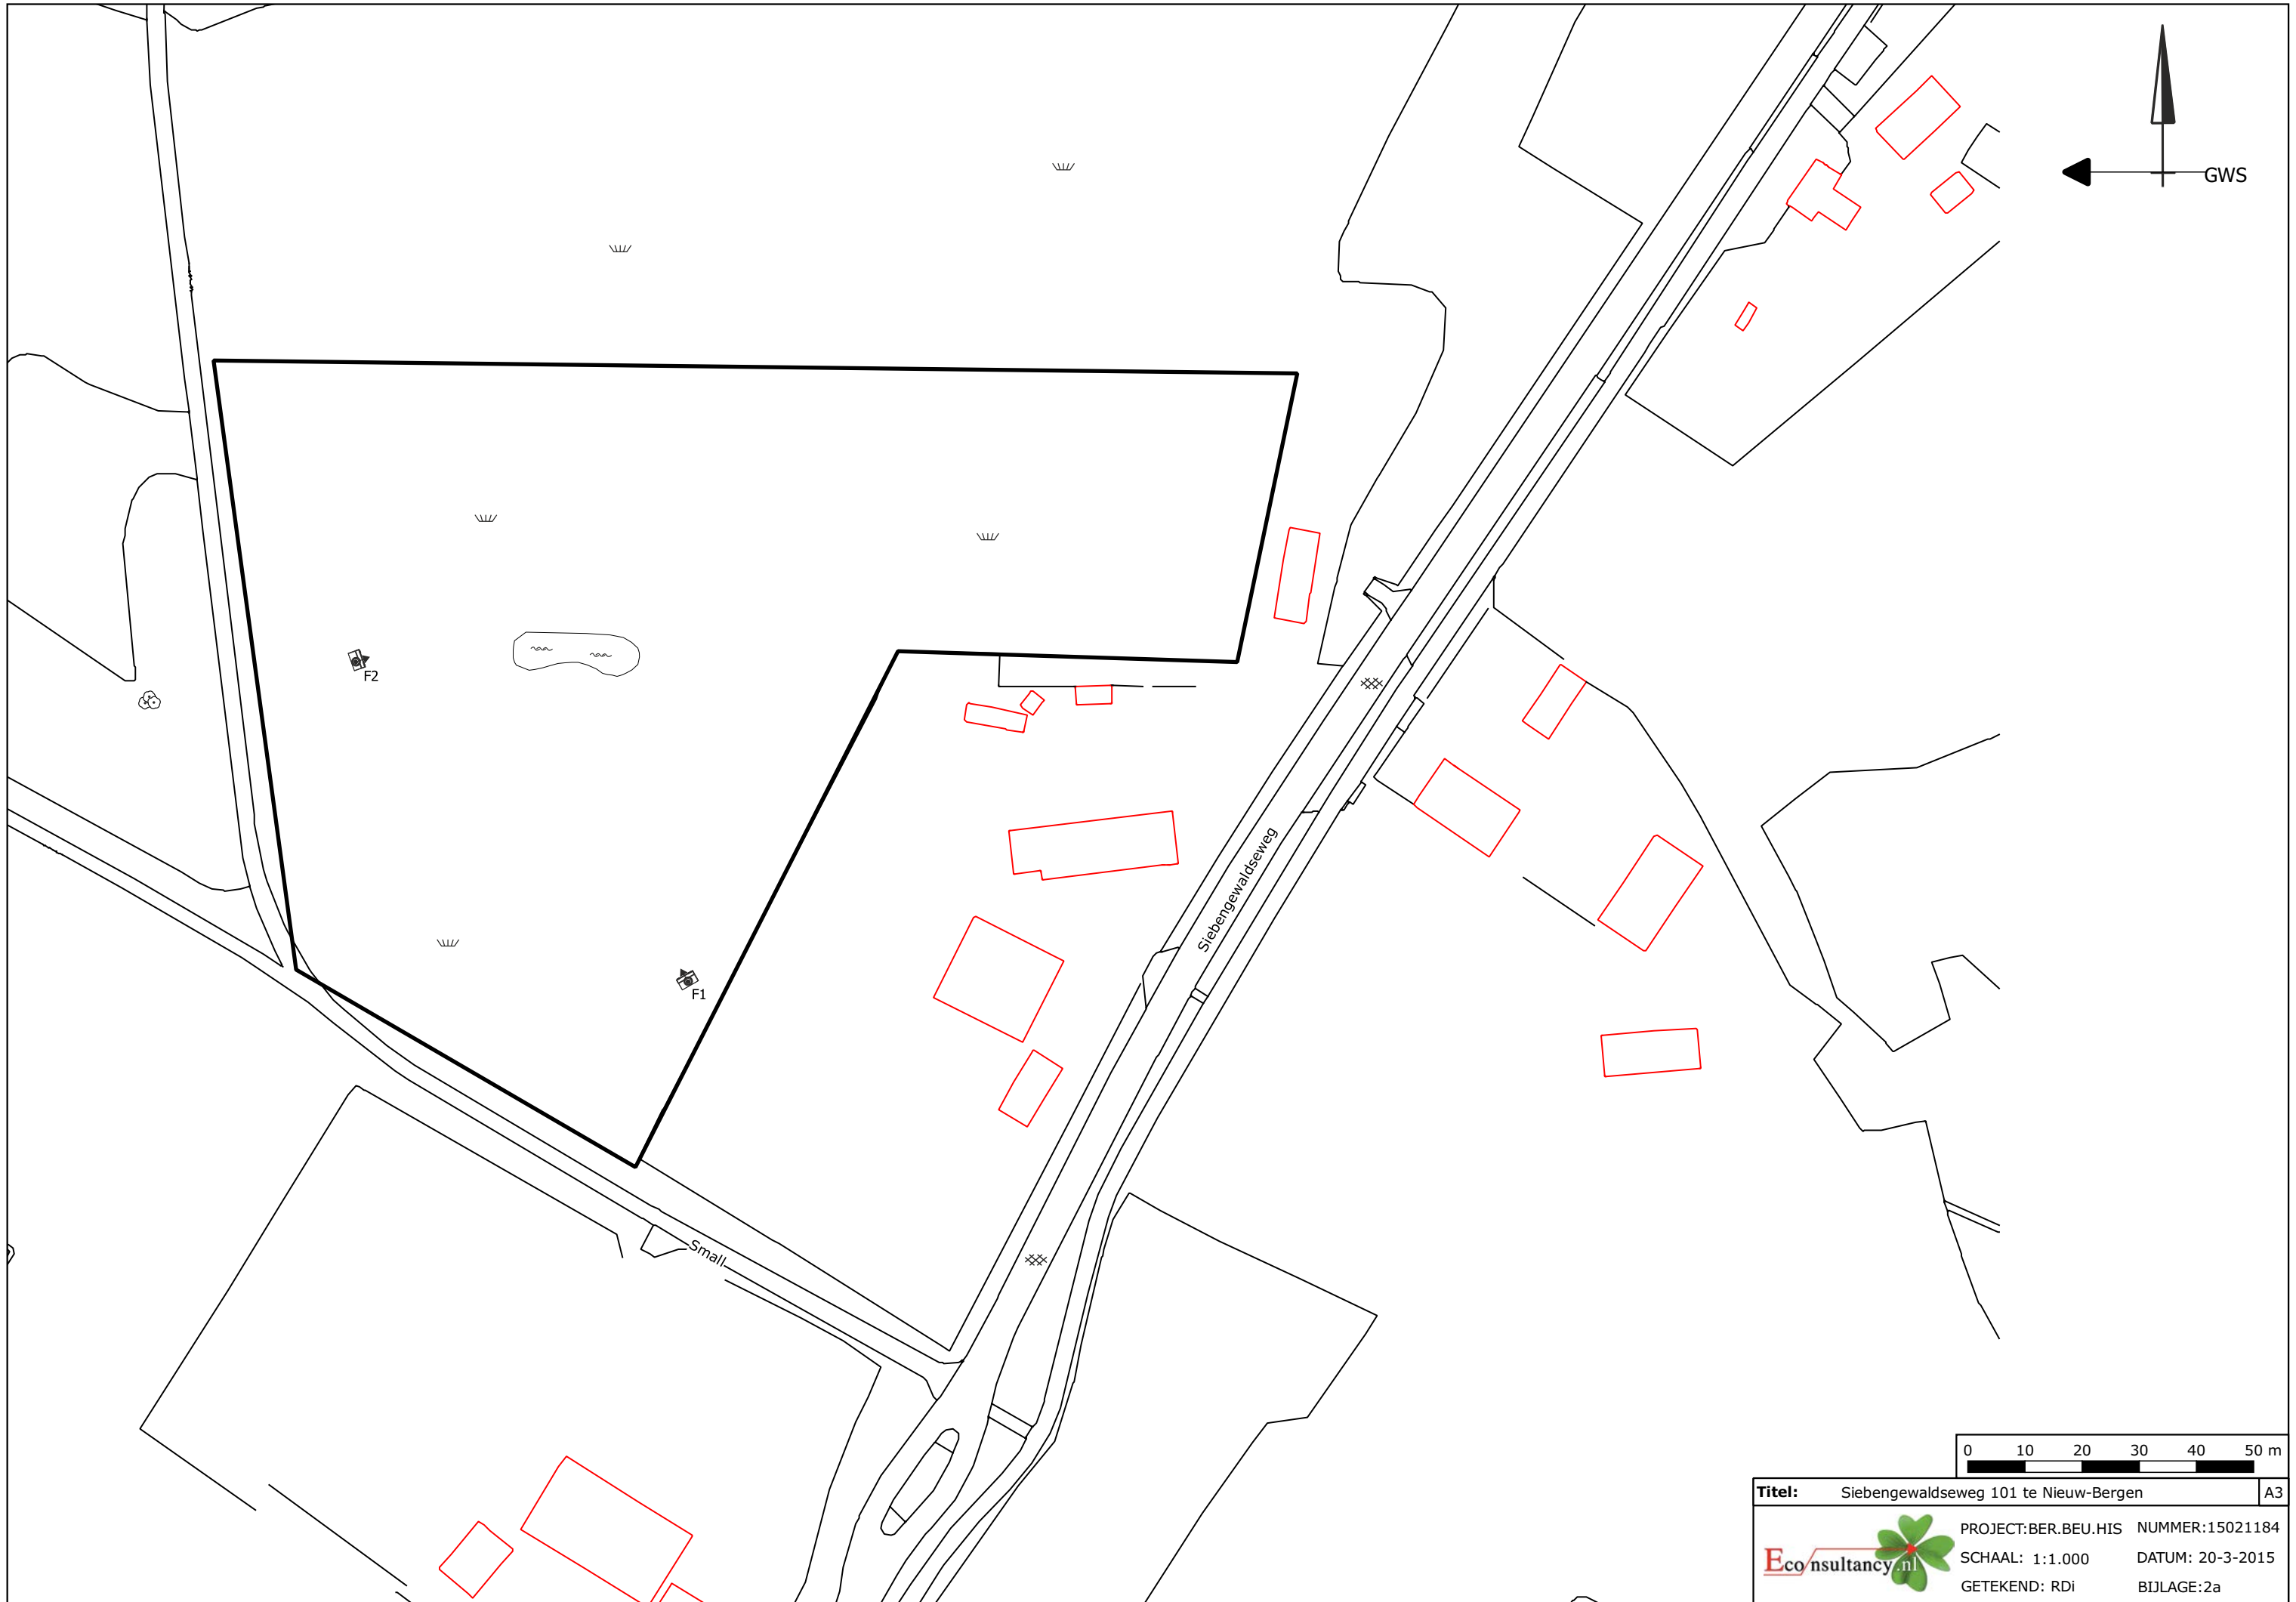 GWS
F2
F1
Siebengewaldseweg
Small
0 10 20 30 40 50 m
Titel: Siebengewaldseweg 101 te Nieuw-Bergen A3
Econsultancy.nl
PROJECT:BER.BEU.HIS NUMMER:15021184
SCHAAL: 1:1.000 DATUM: 20-3-2015
GETEKEND: RDi BIJLAGE:2a